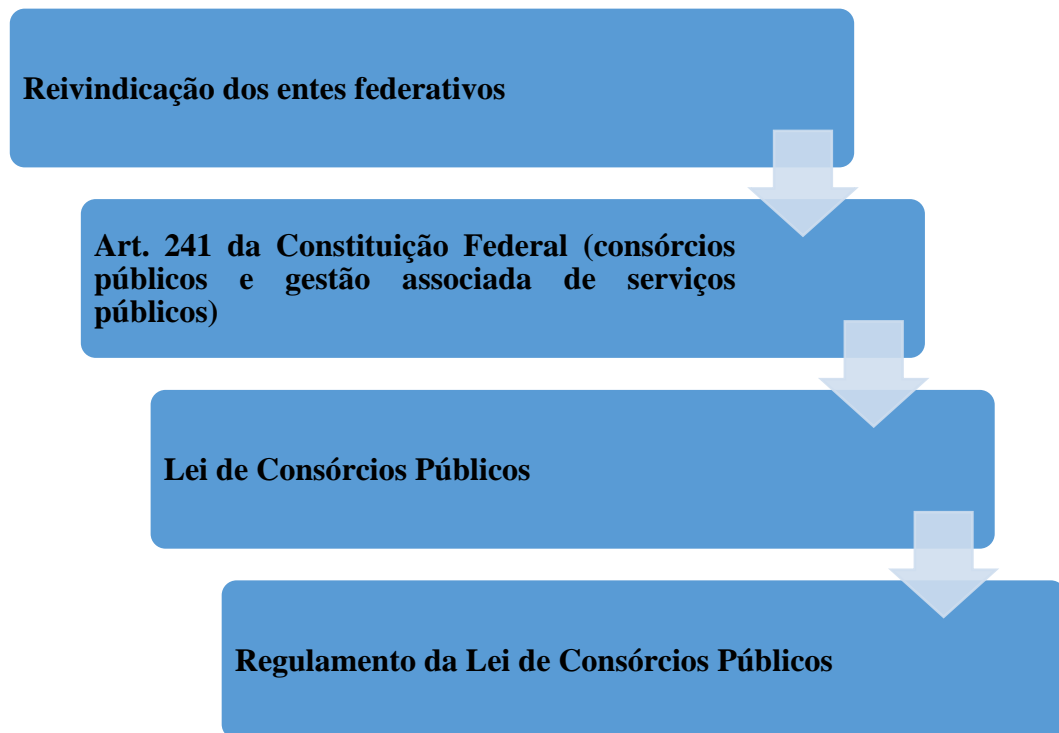 Reivindicação dos entes federativos
Art. 241 da Constituição Federal (consórcios
públicos e gestão associada de serviços
públicos)
Lei de Consórcios Públicos
Regulamento da Lei de Consórcios Públicos